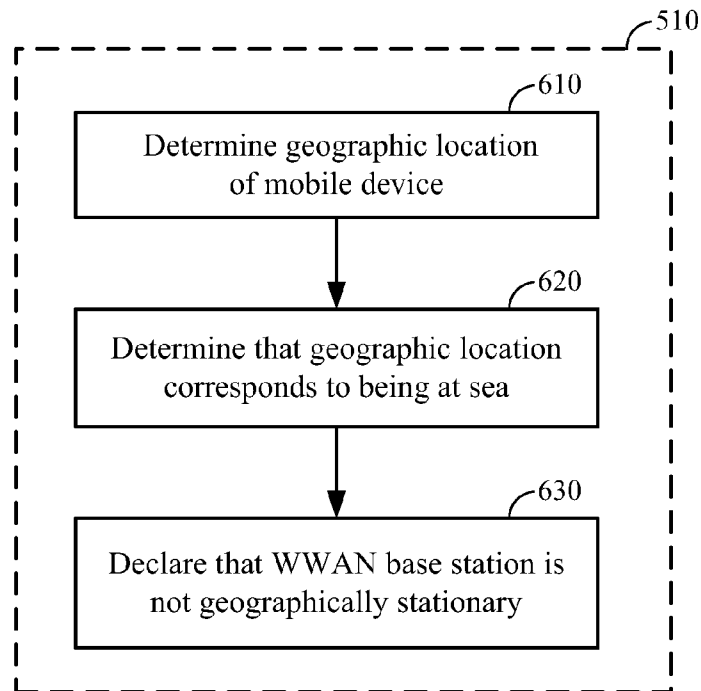 510
610
Determine geographic location
of mobile device
620
Determine that geographic location
corresponds to being at sea
630
Declare that WWAN base station is
not geographically stationary